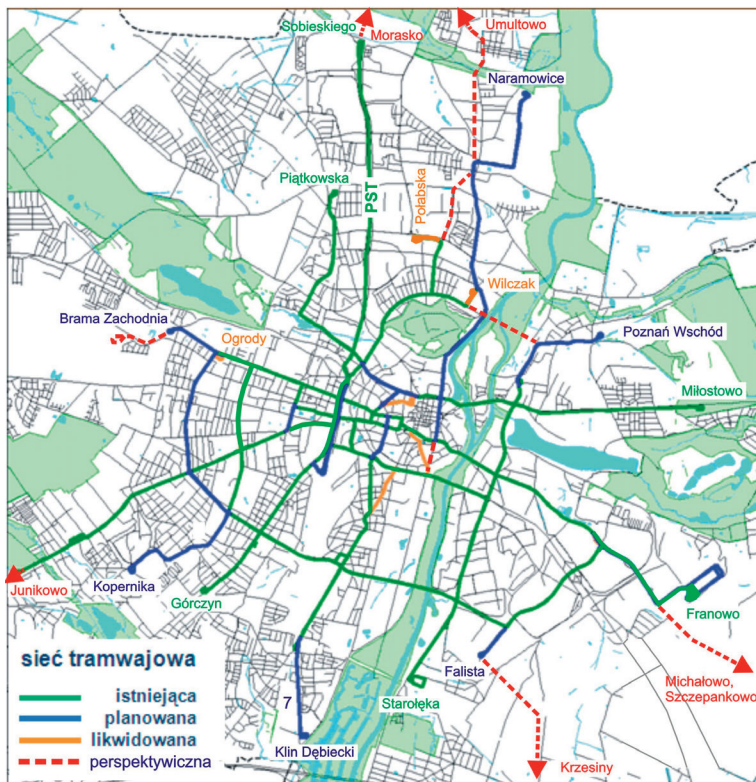 Sobieskiego
Morasko
Umultowo
Naramowice
Piątkowska
PST
Połabska
Wilczak
Brama Zachodnia
Ogrody
Poznań Wschód
Miłostowo
Junikowo
Kopernika
Górczyn
Franowo
Falista
Michałowo,
Szczepankowo
Starołęka
7
Klin Dębiecki
Krzesiny
sieć tramwajowa
istniejąca
planowana
likwidowana
perspektywiczna